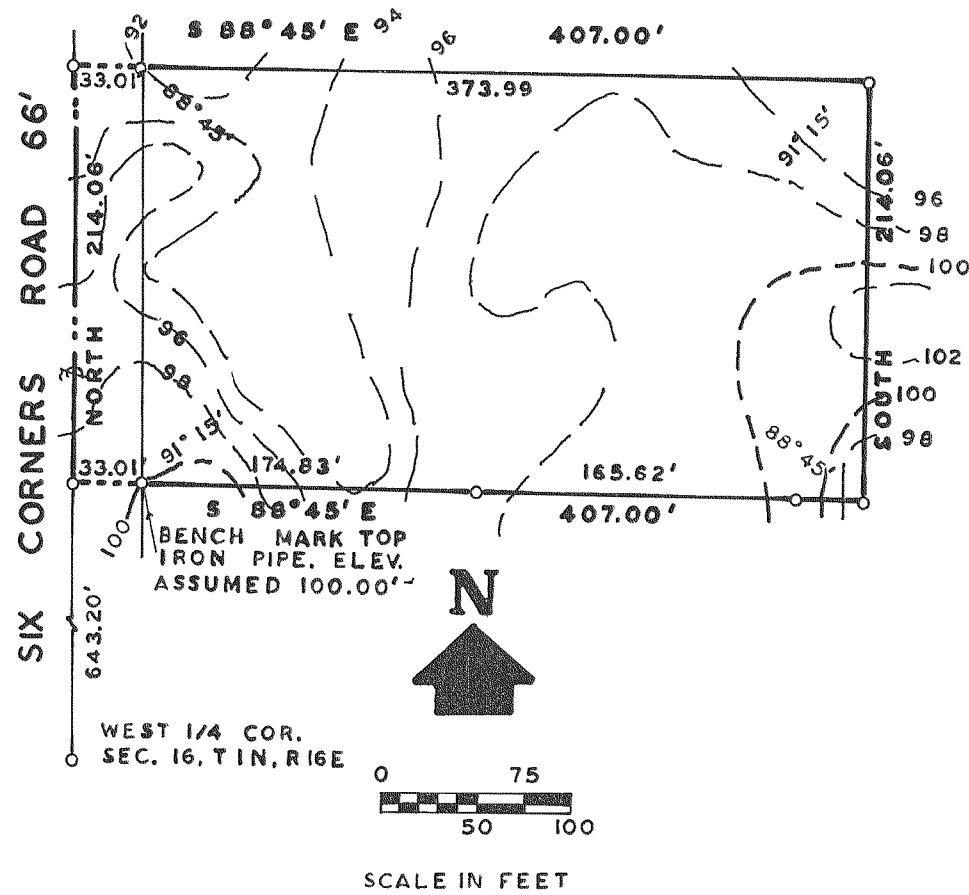 92
S 88°45' E
94
96
407.00'
33.01'
373.99
88°45'
91°15'
SIX CORNERS ROAD 66'
214.06'
NORTH
214.06'
SOUTH
96
98
100
102
100
98
96
98
91°15'
88°45'
33.01'
174.83'
165.62'
S 88°45' E
407.00'
100
BENCH MARK TOP
IRON PIPE. ELEV.
ASSUMED 100.00'
N
643.20'
WEST 1/4 COR.
SEC. 16, T 1 N, R 16 E
0 75
50 100
SCALE IN FEET